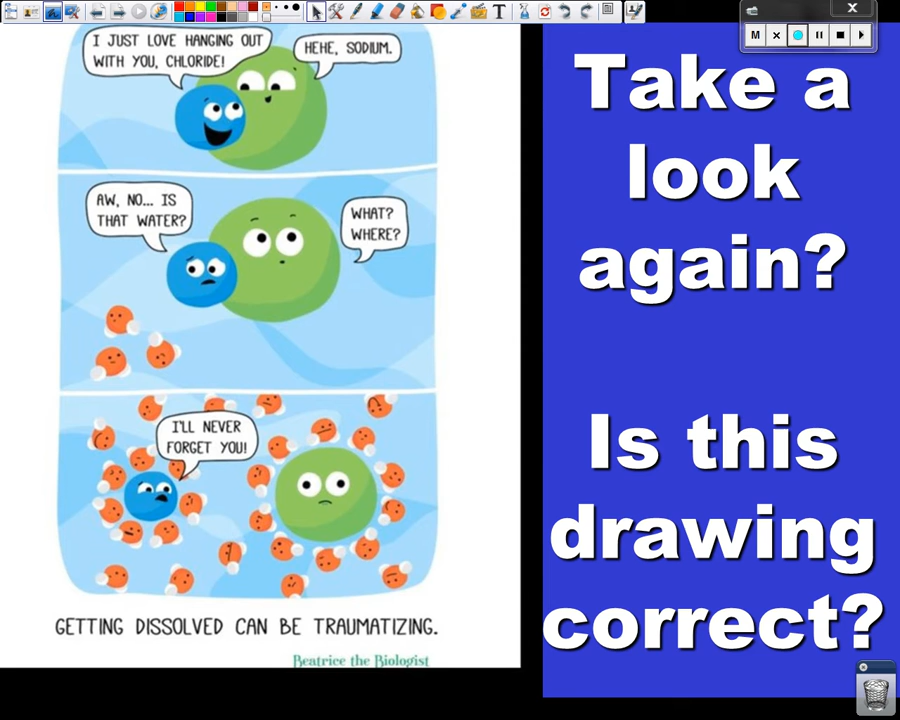 M
I JUST LOVE HANGING OUT
WITH YOU, CHLORIDE!
HEHE, SODIUM.
AW, NO... IS
THAT WATER?
WHAT?
WHERE?
I'LL NEVER
FORGET YOU!
GETTING DISSOLVED CAN BE TRAUMATIZING.
Beatrice the Biologist
Take a
look
again?
Is this
drawing
correct?